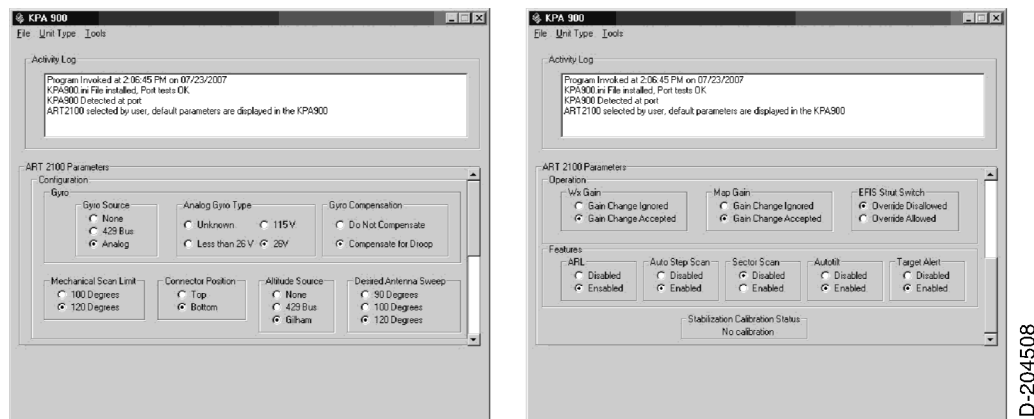 KPA 900
File Unit Type Tools
Activity Log
Program Invoked at 2:06:45 PM on 07/23/2007
KPA900.ini File installed, Port tests OK
KPA900 Detected at port
ART2100 selected by user, default parameters are displayed in the KPA900
ART 2100 Parameters
Configuration
Gyro
Gyro Source
None
429 Bus
Analog
Analog Gyro Type
Unknown
115V
Less than 26 V
26V
Gyro Compensation
Do Not Compensate
Compensate for Droop
Mechanical Scan Limit
100 Degrees
120 Degrees
Connector Position
Top
Bottom
Altitude Source
None
429 Bus
Gilham
Desired Antenna Sweep
90 Degrees
100 Degrees
120 Degrees
KPA 900
File Unit Type Tools
Activity Log
Program Invoked at 2:06:45 PM on 07/23/2007
KPA900.ini File installed, Port tests OK
KPA900 Detected at port
ART2100 selected by user, default parameters are displayed in the KPA900
ART 2100 Parameters
Operation
Wx Gain
Gain Change Ignored
Gain Change Accepted
Map Gain
Gain Change Ignored
Gain Change Accepted
EFIS Strut Switch
Override Disallowed
Override Allowed
Features
ARL
Disabled
Ensabled
Auto Step Scan
Disabled
Enabled
Sector Scan
Disabled
Enabled
Autotilt
Disabled
Enabled
Target Alert
Disabled
Enabled
Stabilization Calibration Status
No calibration
D-204508